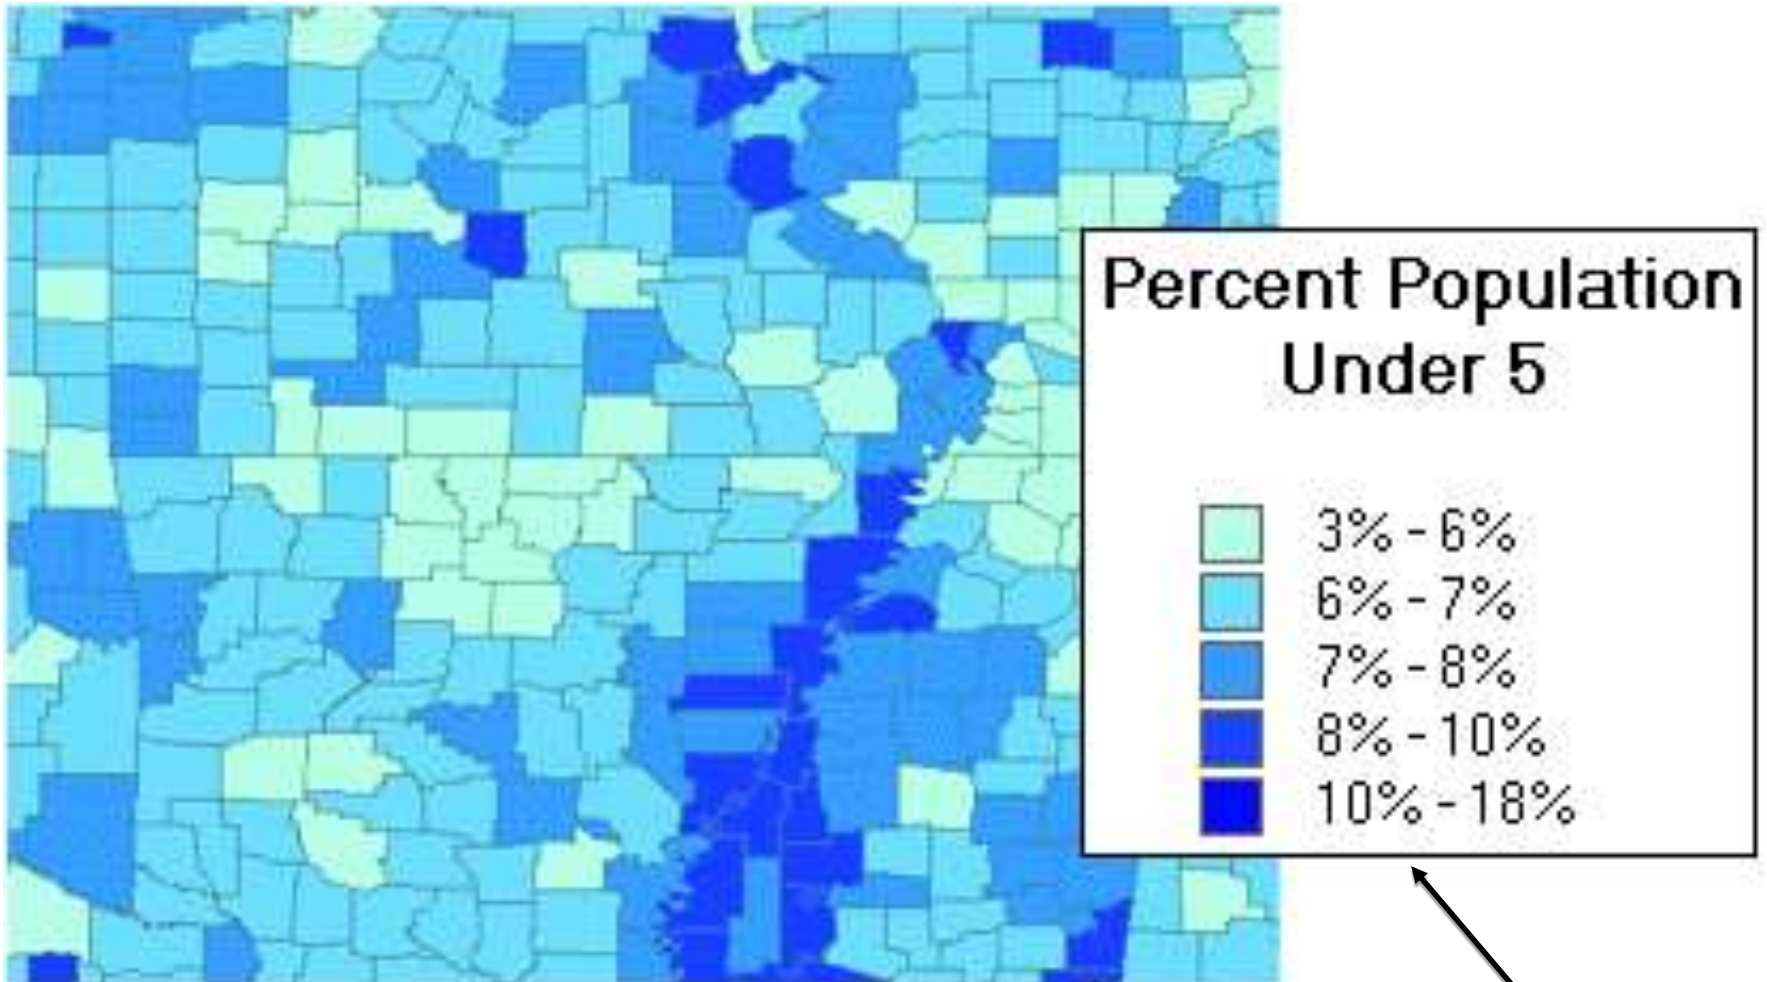 Percent Population
Under 5
3% - 6%
6% - 7%
7% - 8%
8% - 10%
10% - 18%